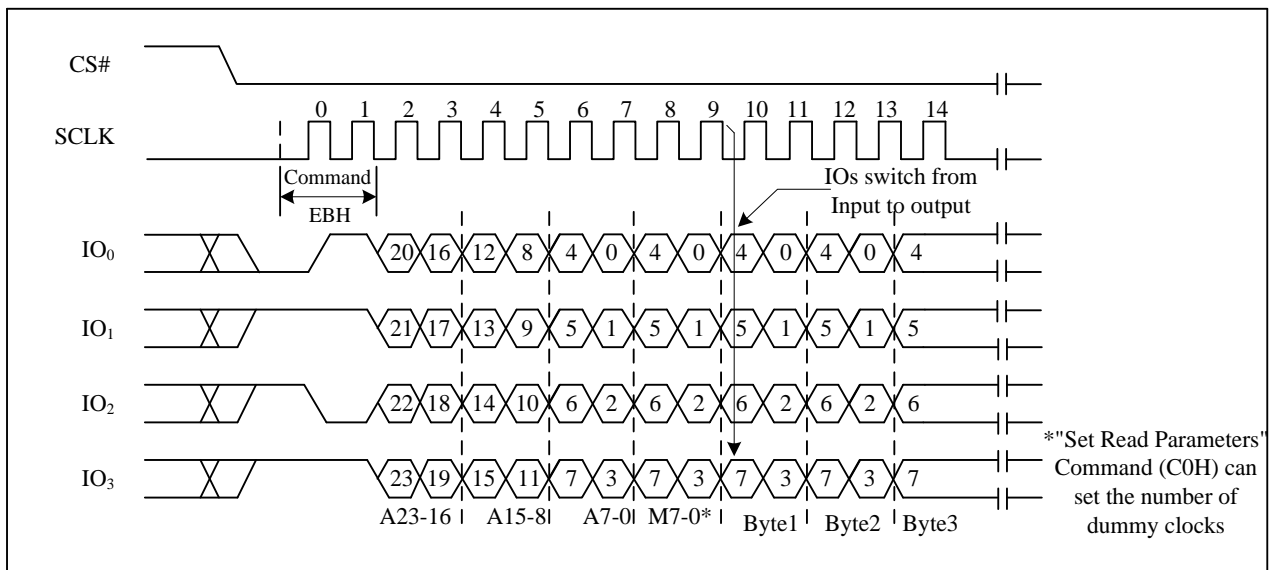 CS#
SCLK
0 1 2 3 4 5 6 7 8 9 10 11 12 13 14
Command
EBH
IOs switch from
Input to output
IO₀
20 16 12 8 4 0 4 0 4 0 4 0 4
IO₁
21 17 13 9 5 1 5 1 5 1 5 1 5
IO₂
22 18 14 10 6 2 6 2 6 2 6 2 6
IO₃
23 19 15 11 7 3 7 3 7 3 7 3 7
A23-16 A15-8 A7-0 M7-0* Byte1 Byte2 Byte3
*"Set Read Parameters"
Command (C0H) can
set the number of
dummy clocks